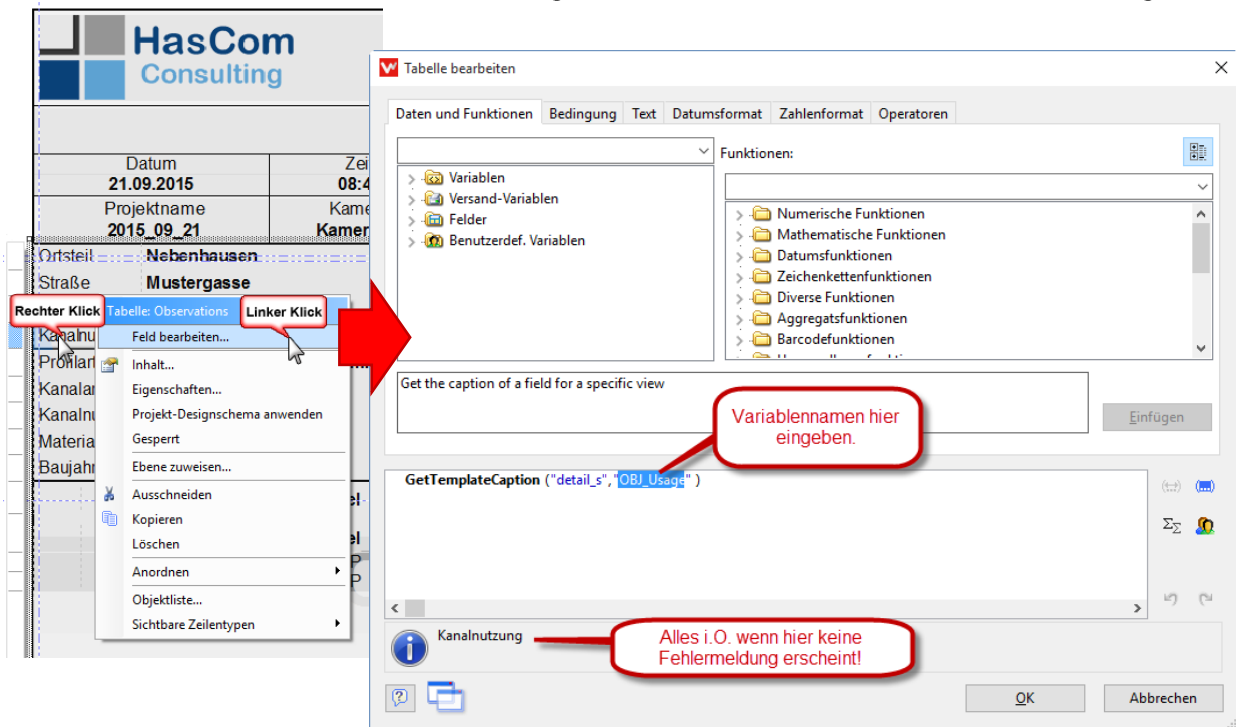 HasCom
Consulting
Datum
21.09.2015
Projektname
2015_09_21
Ortsteil Nebenhausen
Straße Mustergasse
Rechter Klick
Tabelle: Observations
Linker Klick
Feld bearbeiten...
Inhalt...
Eigenschaften...
Projekt-Designschema anwenden
Gesperrt
Ebene zuweisen...
Ausschneiden
Kopieren
Löschen
Anordnen
Objektliste...
Sichtbare Zeilentypen
Tabelle bearbeiten
Daten und Funktionen Bedingung Text Datumsformat Zahlenformat Operatoren
Funktionen:
Variablen
Versand-Variablen
Felder
Benutzerdef. Variablen
Numerische Funktionen
Mathematische Funktionen
Datumsfunktionen
Zeichenkettenfunktionen
Diverse Funktionen
Aggregatsfunktionen
Barcodefunktionen
Get the caption of a field for a specific view
Variablennamen hier
eingeben.
Einfügen
GetTemplateCaption ("detail_s","OBJ_Usage" )
Kanalnutzung
Alles i.O. wenn hier keine
Fehlermeldung erscheint!
OK
Abbrechen